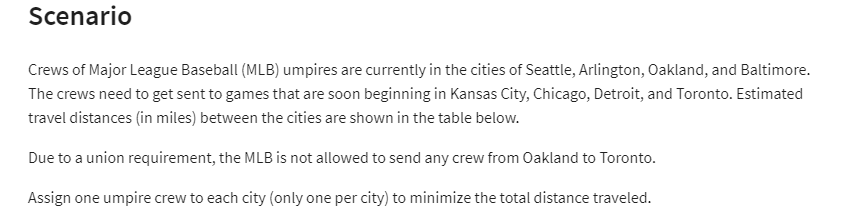 Scenario
Crews of Major League Baseball (MLB) umpires are currently in the cities of Seattle, Arlington, Oakland, and Baltimore.
The crews need to get sent to games that are soon beginning in Kansas City, Chicago, Detroit, and Toronto. Estimated
travel distances (in miles) between the cities are shown in the table below.
Due to a union requirement, the MLB is not allowed to send any crew from Oakland to Toronto.
Assign one umpire crew to each city (only one per city) to minimize the total distance traveled.